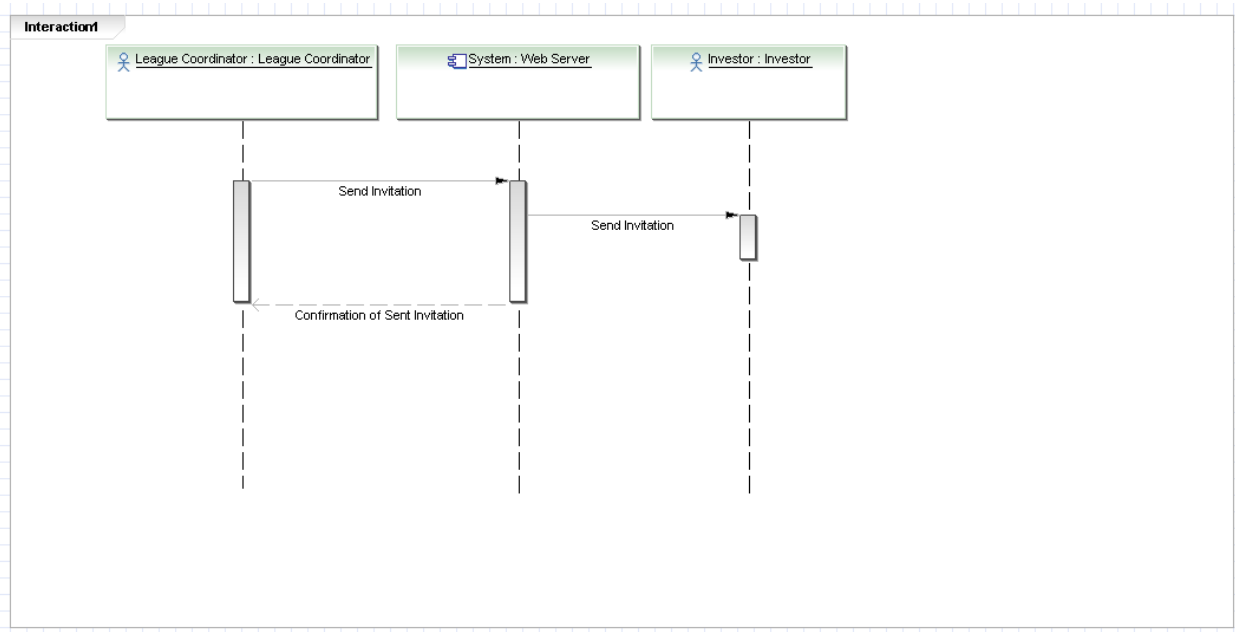 Interaction1
League Coordinator : League Coordinator
System : Web Server
Investor : Investor
Send Invitation
Send Invitation
Confirmation of Sent Invitation